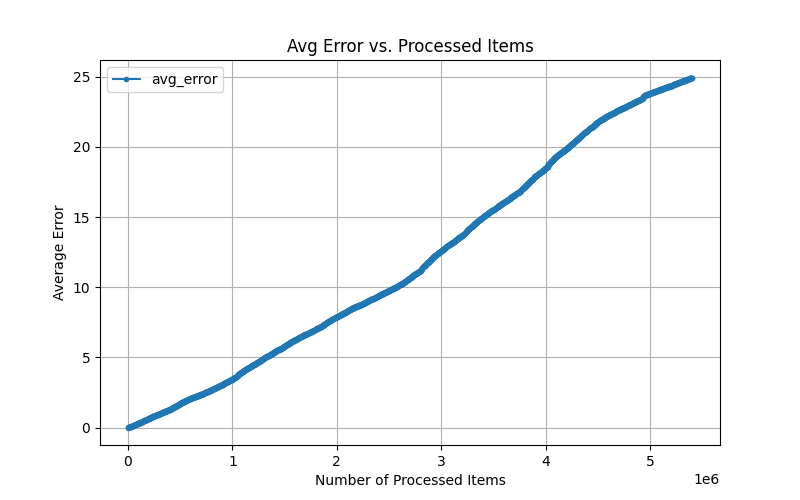 Avg Error vs. Processed Items
avg_error
Average Error
25
20
15
10
5
0
0 1 2 3 4 5
1e6
Number of Processed Items